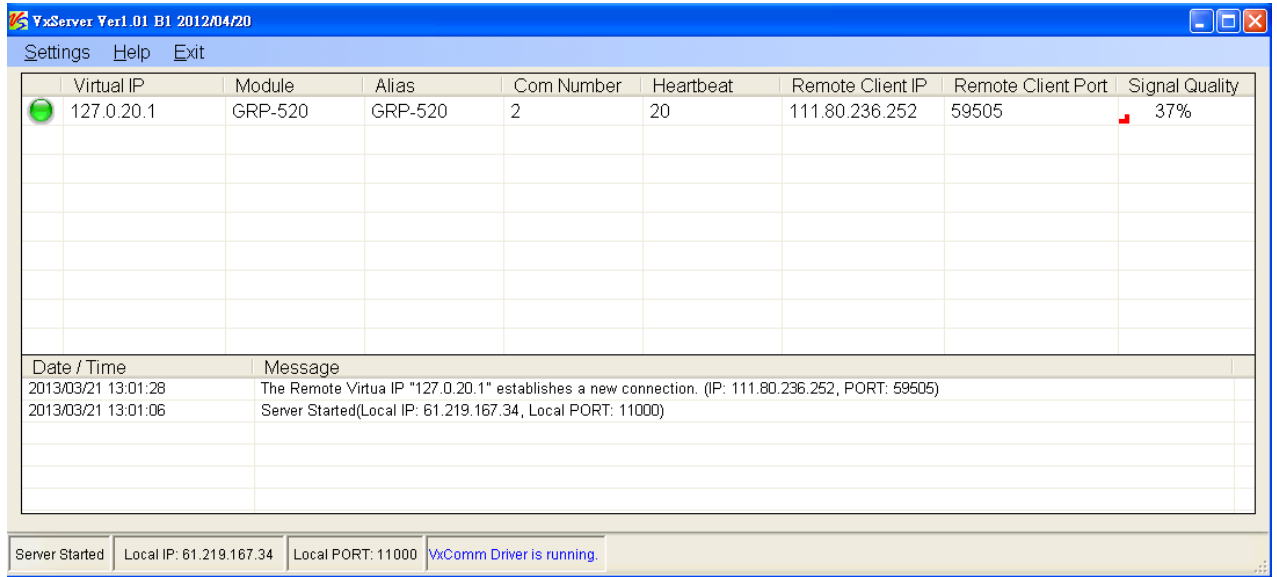 VxServer Ver1.01 B1 2012/04/20
Settings Help Exit
Virtual IP Module Alias Com Number Heartbeat Remote Client IP Remote Client Port Signal Quality
127.0.20.1 GRP-520 GRP-520 2 20 111.80.236.252 59505 37%
Date / Time Message
2013/03/21 13:01:28 The Remote Virtua IP "127.0.20.1" establishes a new connection. (IP: 111.80.236.252, PORT: 59505)
2013/03/21 13:01:06 Server Started(Local IP: 61.219.167.34, Local PORT: 11000)
Server Started Local IP: 61.219.167.34 Local PORT: 11000 VxComm Driver is running.